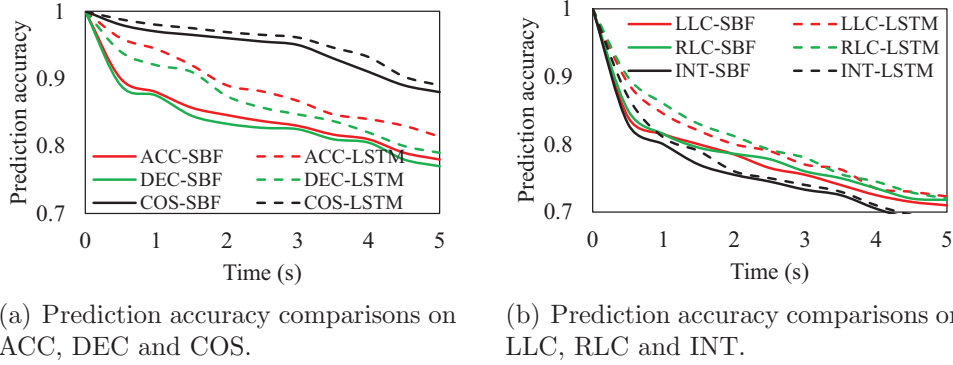 Prediction accuracy
1
0.9
0.8
0.7
ACC-SBF
ACC-LSTM
DEC-SBF
DEC-LSTM
COS-SBF
COS-LSTM
0 1 2 3 4 5
Time (s)
(a) Prediction accuracy comparisons on
ACC, DEC and COS.
Prediction accuracy
1
0.9
0.8
0.7
LLC-SBF
LLC-LSTM
RLC-SBF
RLC-LSTM
INT-SBF
INT-LSTM
0 1 2 3 4 5
Time (s)
(b) Prediction accuracy comparisons on
LLC, RLC and INT.